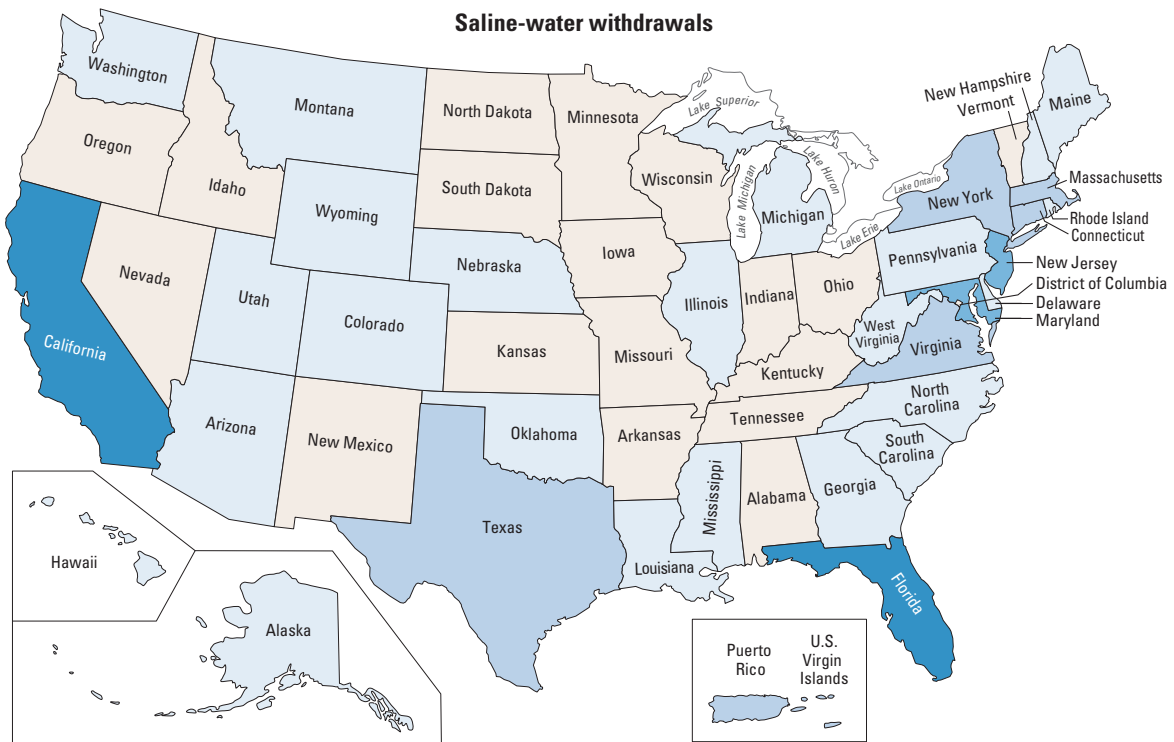 Saline-water withdrawals
Washington
Montana
North Dakota
Minnesota
Lake Superior
New Hampshire
Vermont
Maine
Oregon
Idaho
South Dakota
Wisconsin
Lake Michigan
Lake Huron
Michigan
Lake Ontario
Lake Erie
New York
Massachusetts
Rhode Island
Connecticut
Wyoming
Iowa
Nebraska
Pennsylvania
New Jersey
District of Columbia
Delaware
Maryland
Nevada
Utah
Colorado
Illinois
Indiana
Ohio
West
Virginia
Virginia
California
Kansas
Missouri
Kentucky
Arizona
New Mexico
Oklahoma
Arkansas
Tennessee
North
Carolina
South
Carolina
Texas
Louisiana
Mississippi
Alabama
Georgia
Florida
Hawaii
Alaska
Puerto
Rico
U.S.
Virgin
Islands